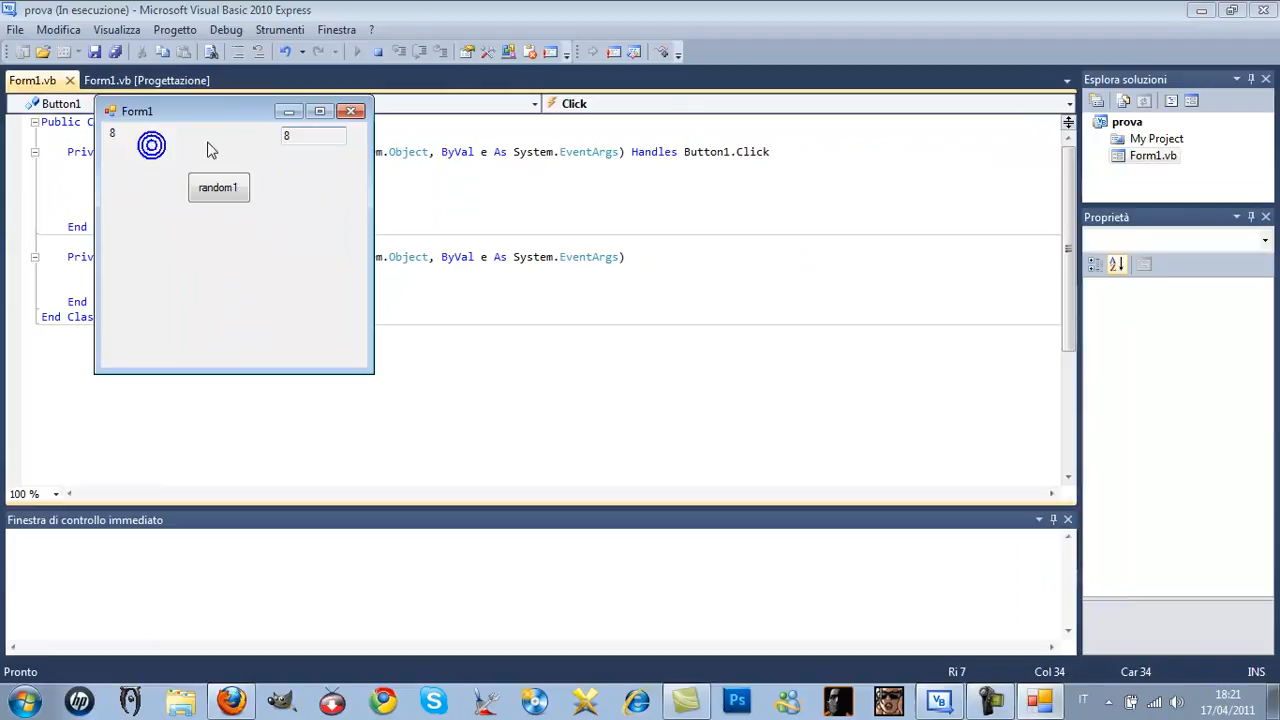 prova (In esecuzione) - Microsoft Visual Basic 2010 Express
File Modifica Visualizza Progetto Debug Strumenti Finestra ?
Form1.vb Form1.vb [Progettazione]
Button1 Click
Form1
8 8
random1
Public C
Priv m.Object, ByVal e As System.EventArgs) Handles Button1.Click
End
Priv m.Object, ByVal e As System.EventArgs)
End
End Clas
100 %
Finestra di controllo immediato
Esplora soluzioni
prova
My Project
Form1.vb
Proprietà
Pronto Ri 7 Col 34 Car 34 INS
IT 18:21
17/04/2011